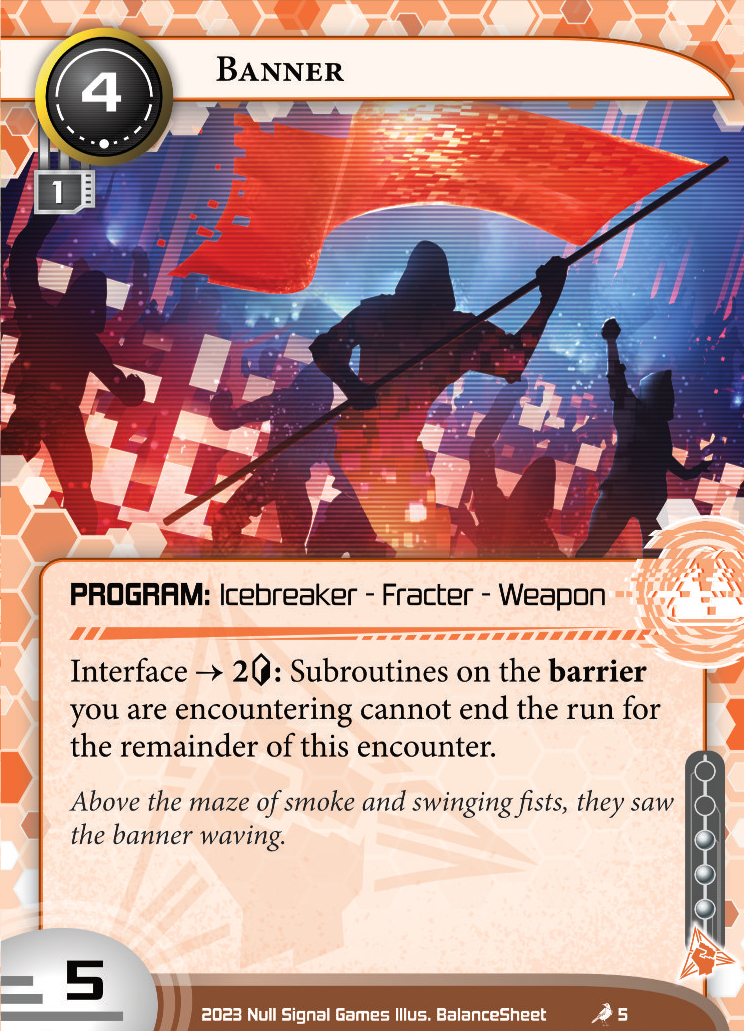 4
BANNER
1
PROGRAM: Icebreaker - Fracter - Weapon
Interface → 2: Subroutines on the barrier
you are encountering cannot end the run for
the remainder of this encounter.
Above the maze of smoke and swinging fists, they saw
the banner waving.
5
2023 Null Signal Games Illus. BalanceSheet
5